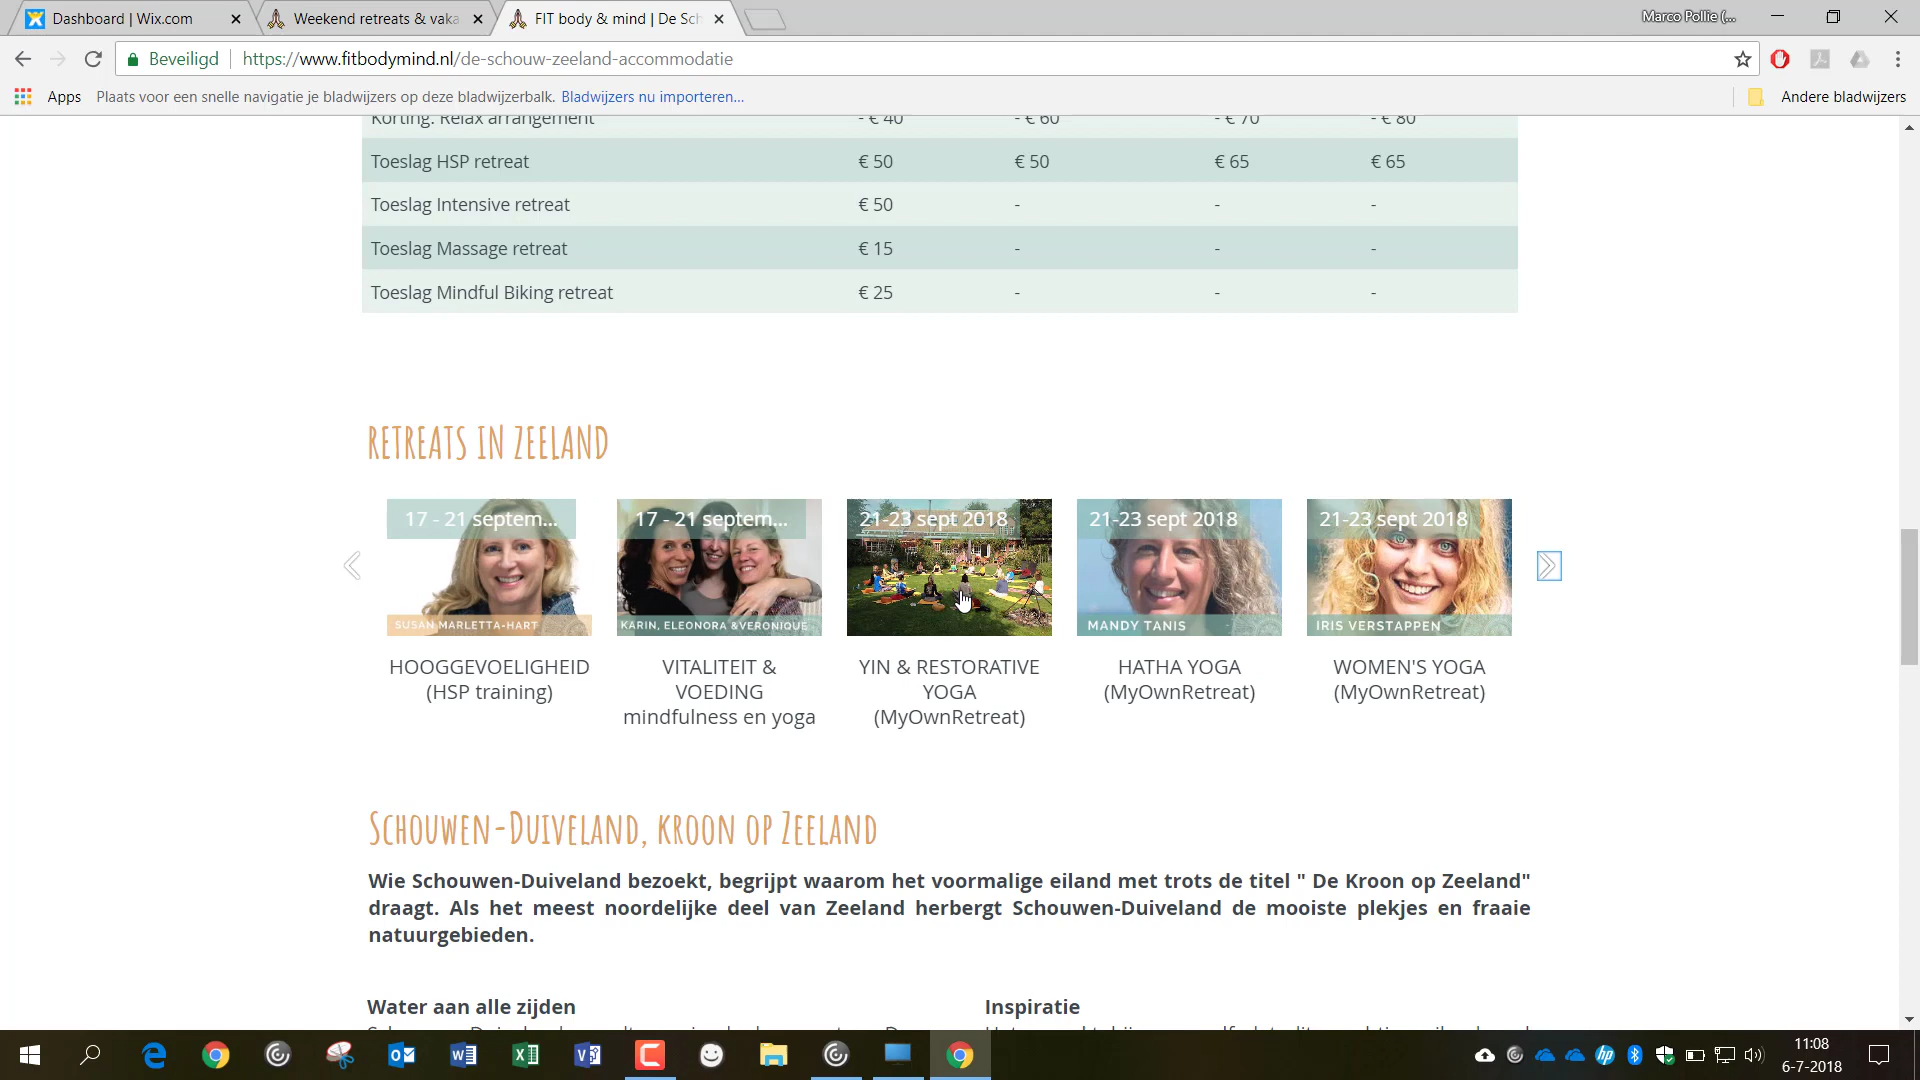 Dashboard | Wix.com
Weekend retreats & vaka
FIT body & mind | De Sch
Marco Pollie (...
Beveiligd
https://www.fitbodymind.nl/de-schouw-zeeland-accommodatie
Apps
Plaats voor een snelle navigatie je bladwijzers op deze bladwijzerbalk. Bladwijzers nu importeren...
Andere bladwijzers
Korting: Relax arrangement - € 40 - € 60 - € 70 - € 80
Toeslag HSP retreat € 50 € 50 € 65 € 65
Toeslag Intensive retreat € 50 - - -
Toeslag Massage retreat € 15 - - -
Toeslag Mindful Biking retreat € 25 - - -
RETREATS IN ZEELAND
17 - 21 septem...
SUSAN MARLETTA-HART
HOOGGEVOELIGHEID
(HSP training)
17 - 21 septem...
KARIN, ELEONORA & VERONIQUE
VITALITEIT &
VOEDING
mindfulness en yoga
21-23 sept 2018
YIN & RESTORATIVE
YOGA
(MyOwnRetreat)
21-23 sept 2018
MANDY TANIS
HATHA YOGA
(MyOwnRetreat)
21-23 sept 2018
IRIS VERSTAPPEN
WOMEN'S YOGA
(MyOwnRetreat)
Schouwen-Duiveland, kroon op Zeeland
Wie Schouwen-Duiveland bezoekt, begrijpt waarom het voormalige eiland met trots de titel " De Kroon op Zeeland"
draagt. Als het meest noordelijke deel van Zeeland herbergt Schouwen-Duiveland de mooiste plekjes en fraaie
natuurgebieden.
Water aan alle zijden
Inspiratie
11:08
6-7-2018